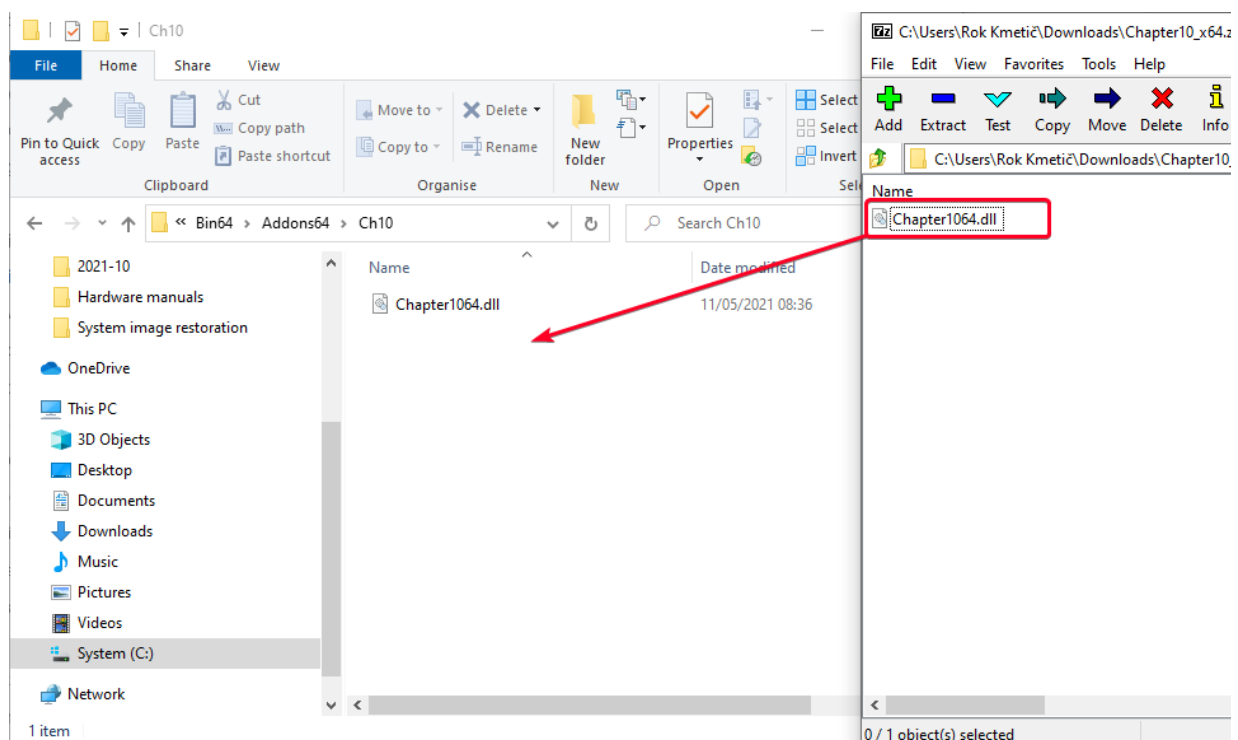 Ch10
File Home Share View
Pin to Quick access
Copy
Paste
Cut
Copy path
Paste shortcut
Clipboard
Move to
Copy to
Delete
Rename
Organise
New folder
New
Properties
Open
Select
Select
Invert
Sele
« Bin64 > Addons64 > Ch10
Search Ch10
2021-10
Hardware manuals
System image restoration
OneDrive
This PC
3D Objects
Desktop
Documents
Downloads
Music
Pictures
Videos
System (C:)
Network
1 item
Name Date modified
Chapter1064.dll 11/05/2021 08:36
7z C:\Users\Rok Kmetič\Downloads\Chapter10_x64.z
File Edit View Favorites Tools Help
Add Extract Test Copy Move Delete Info
C:\Users\Rok Kmetič\Downloads\Chapter10_
Name
Chapter1064.dll
0 / 1 object(s) selected